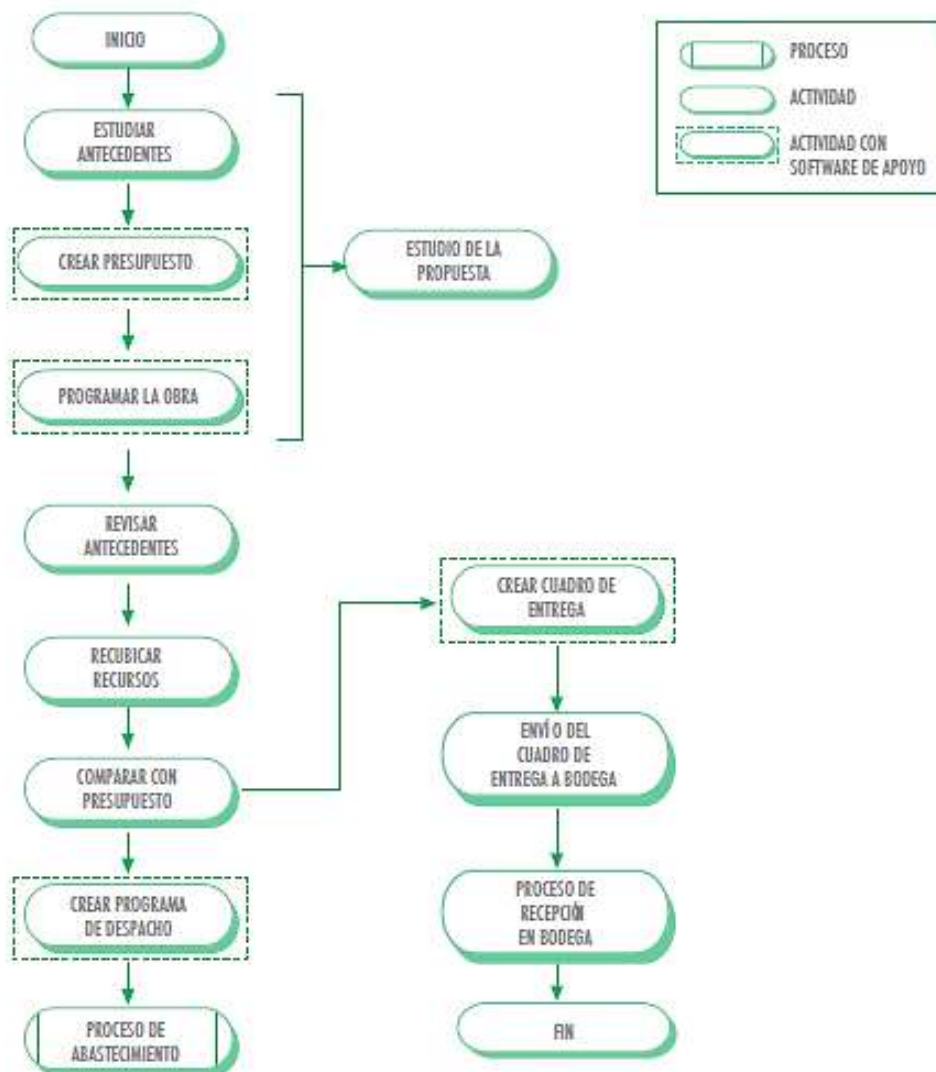 INICIO
ESTUDIAR
ANTECEDENTES
CREAR PRESUPUESTO
PROGRAMAR LA OBRA
ESTUDIO DE LA
PROPUESTA
REVISAR
ANTECEDENTES
RECUBICAR
RECURSOS
COMPARAR CON
PRESUPUESTO
CREAR PROGRAMA
DE DESPACHO
PROCESO DE
ABASTECIMIENTO
CREAR CUADRO DE
ENTREGA
ENVÍO DEL
CUADRO DE
ENTREGA A BODEGA
PROCESO DE
RECEPCIÓN
EN BODEGA
FIN
PROCESO
ACTIVIDAD
ACTIVIDAD CON
SOFTWARE DE APOYO